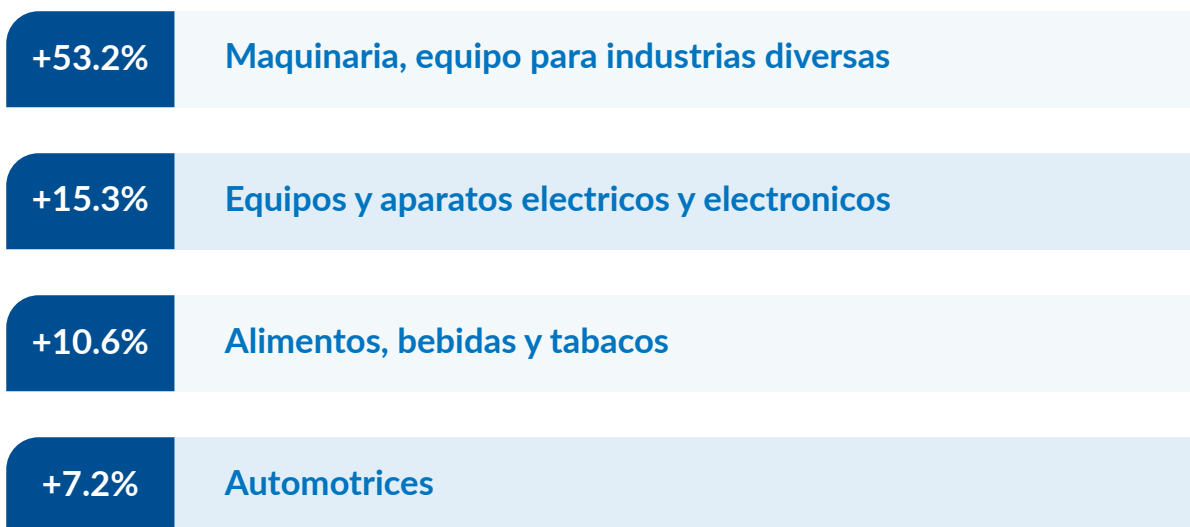 +53.2% Maquinaria, equipo para industrias diversas
+15.3% Equipos y aparatos electricos y electronicos
+10.6% Alimentos, bebidas y tabacos
+7.2% Automotrices